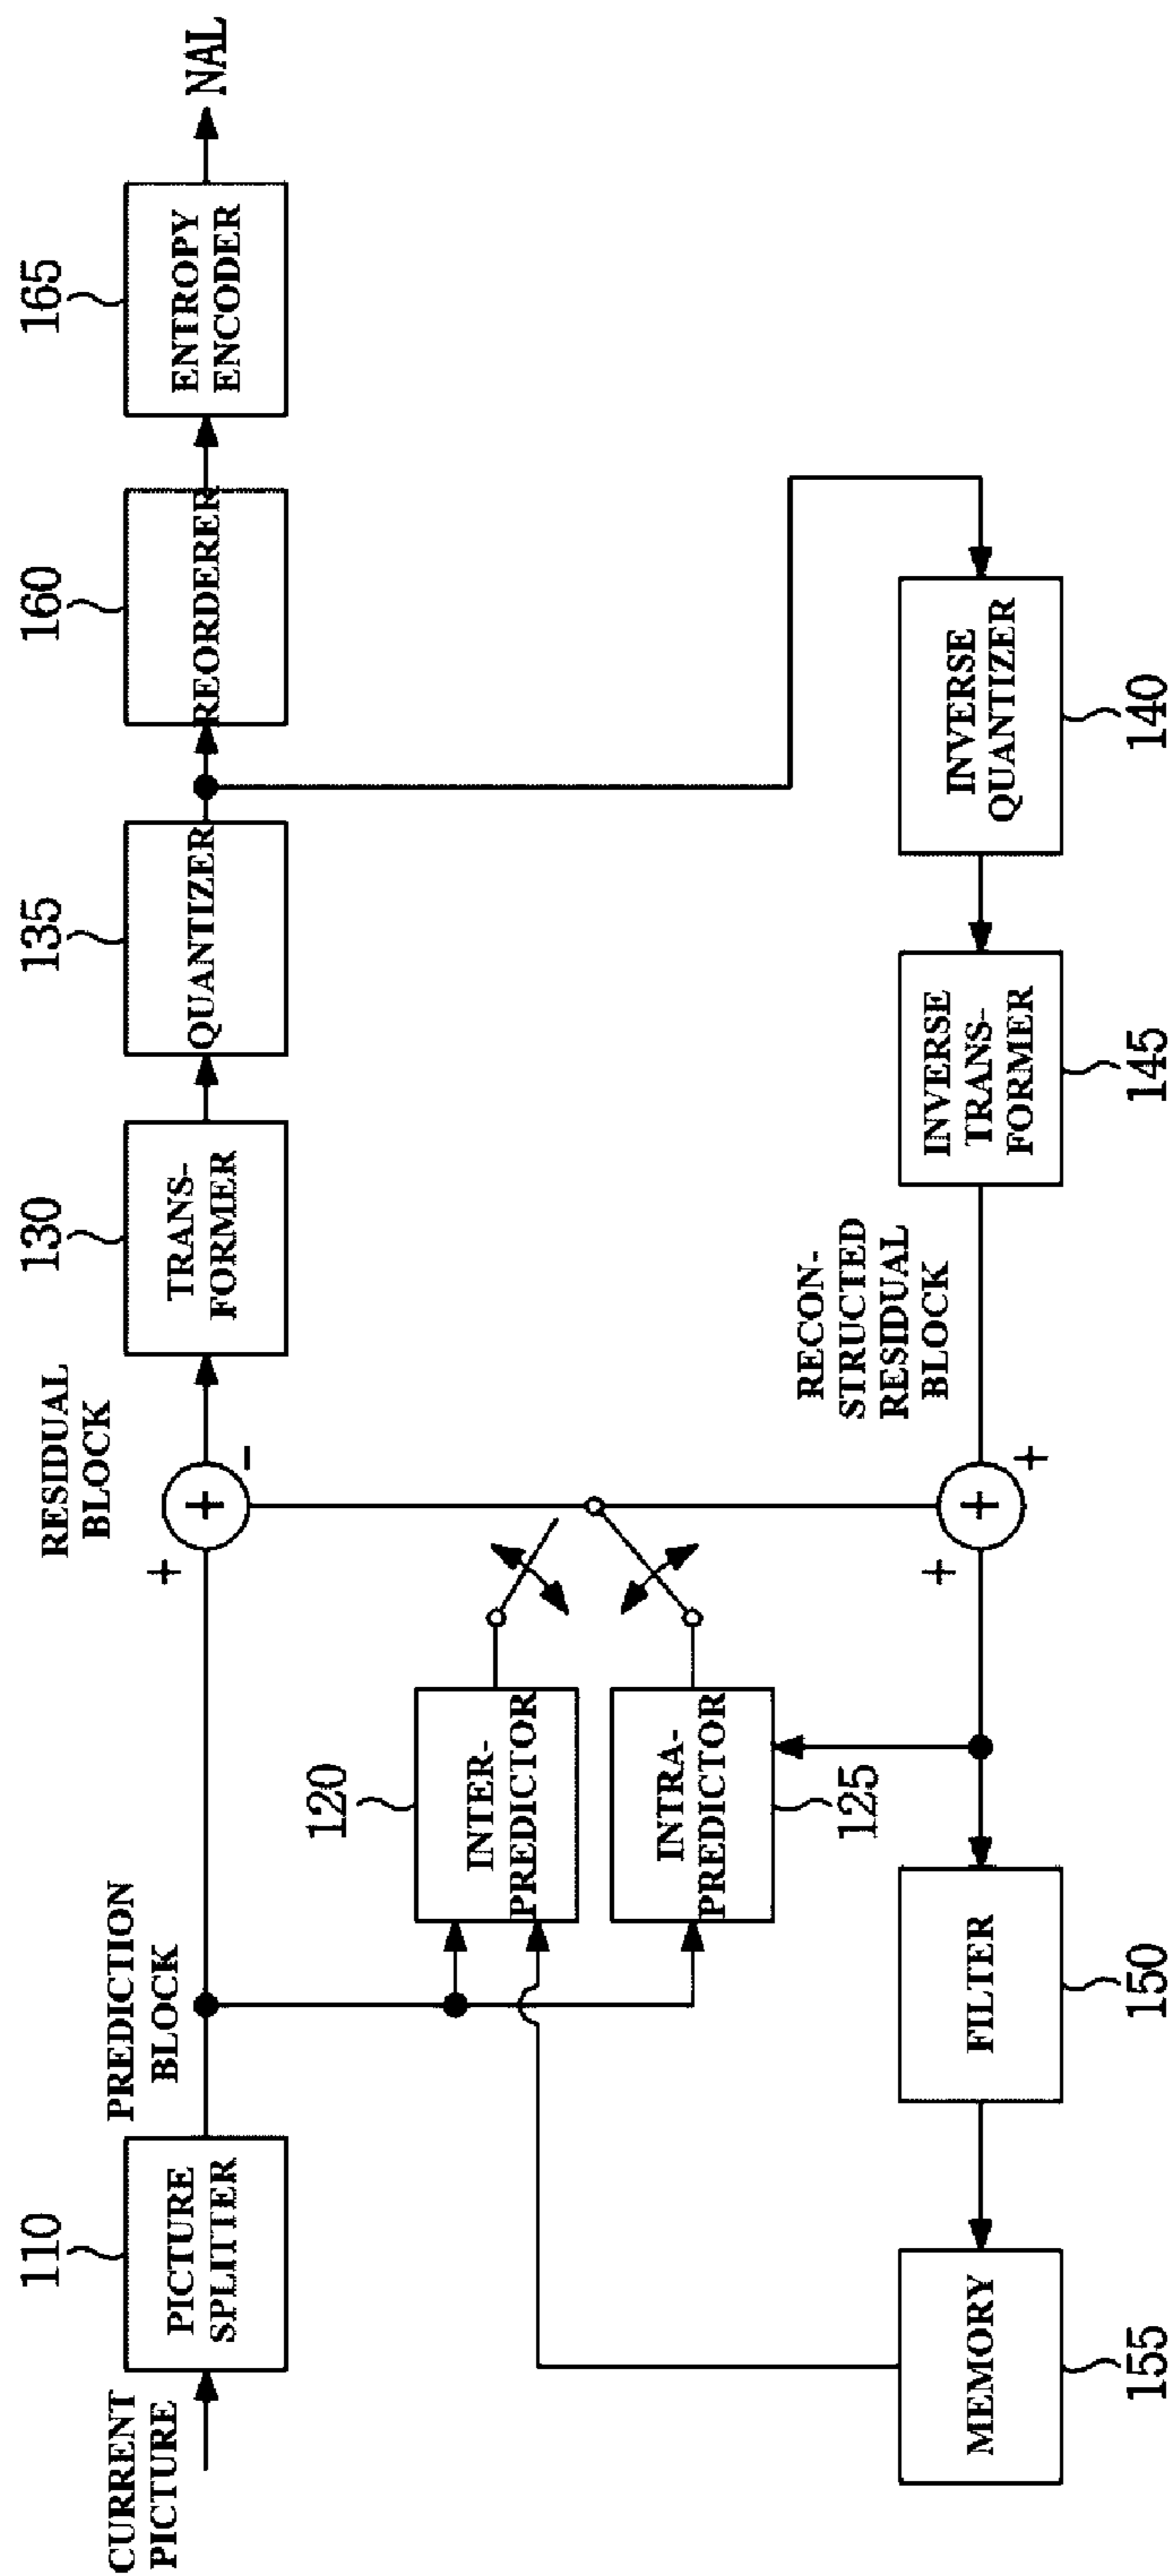 110
130
135
160
165
CURRENT
PICTURE
PICTURE
SPLITTER
PREDICTION
BLOCK
+
+
-
RESIDUAL
BLOCK
TRANS-
FORMER
QUANTIZER
REORDERER
ENTROPY
ENCODER
NAL
120
INTER-
PREDICTOR
INTRA-
PREDICTOR
125
RECON-
STRUCTED
RESIDUAL
BLOCK
MEMORY
FILTER
+
+
+
INVERSE
TRANS-
FORMER
INVERSE
QUANTIZER
155
150
145
140